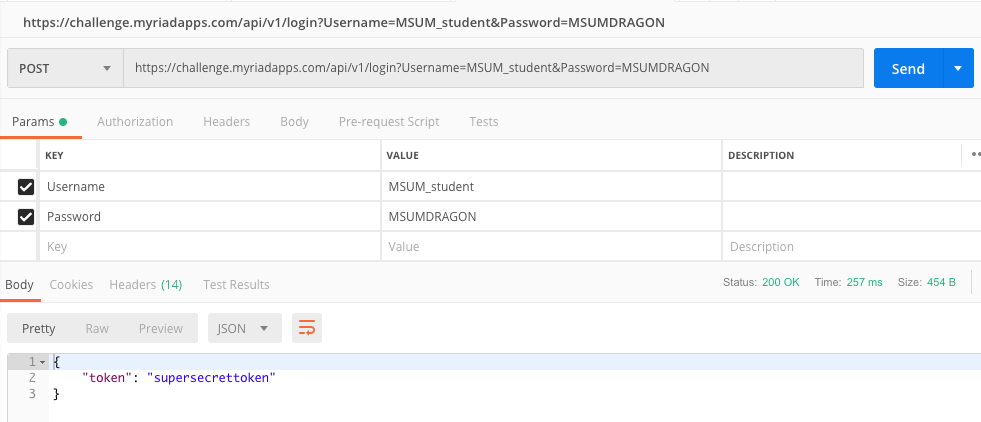 https://challenge.myriadapps.com/api/v1/login?Username=MSUM_student&Password=MSUMDRAGON
POST https://challenge.myriadapps.com/api/v1/login?Username=MSUM_student&Password=MSUMDRAGON Send
Params Authorization Headers Body Pre-request Script Tests
KEY VALUE DESCRIPTION
Username MSUM_student
Password MSUMDRAGON
Key Value Description
Body Cookies Headers (14) Test Results Status: 200 OK Time: 257 ms Size: 454 B
Pretty Raw Preview JSON
1 {
2 "token": "supersecrettoken"
3 }